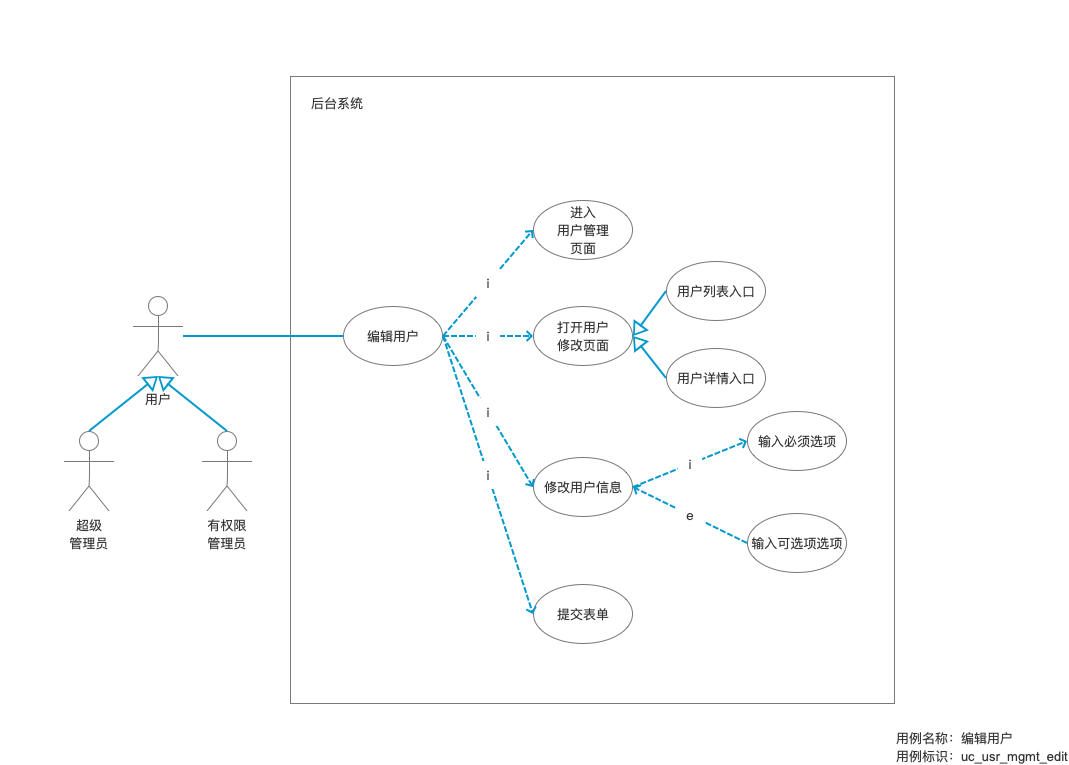 后台系统
进入
用户管理
页面
i
用户列表入口
编辑用户
i
打开用户
修改页面
用户详情入口
用户
i
输入必须选项
i
i
修改用户信息
e
输入可选项选项
超级
管理员
有权限
管理员
提交表单
用例名称：编辑用户
用例标识：uc_usr_mgmt_edit